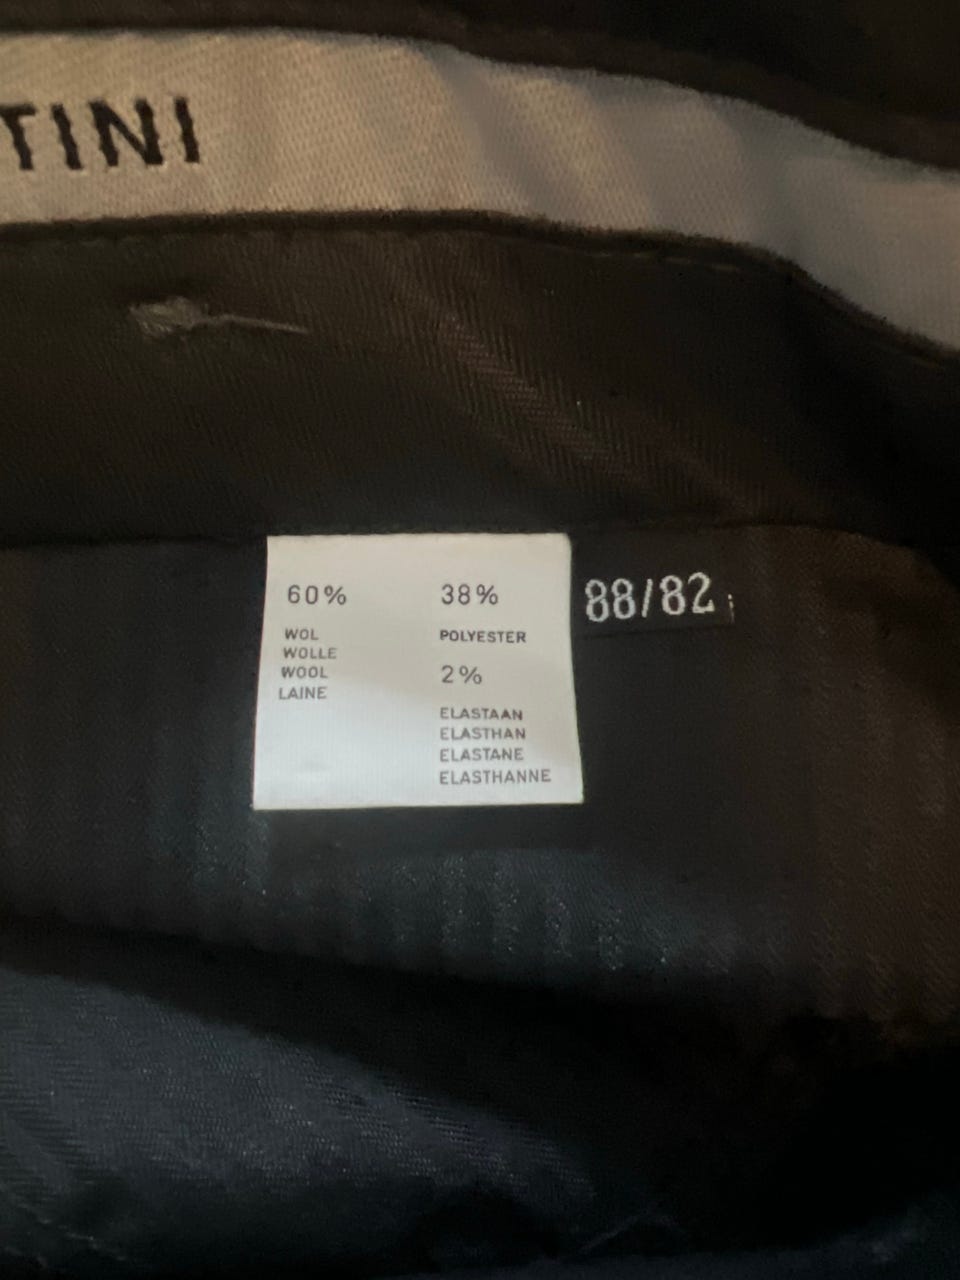 TINI
60%
WOL
WOLLE
WOOL
LAINE
38%
POLYESTER
2%
ELASTAAN
ELASTHAN
ELASTANE
ELASTHANNE
88/82